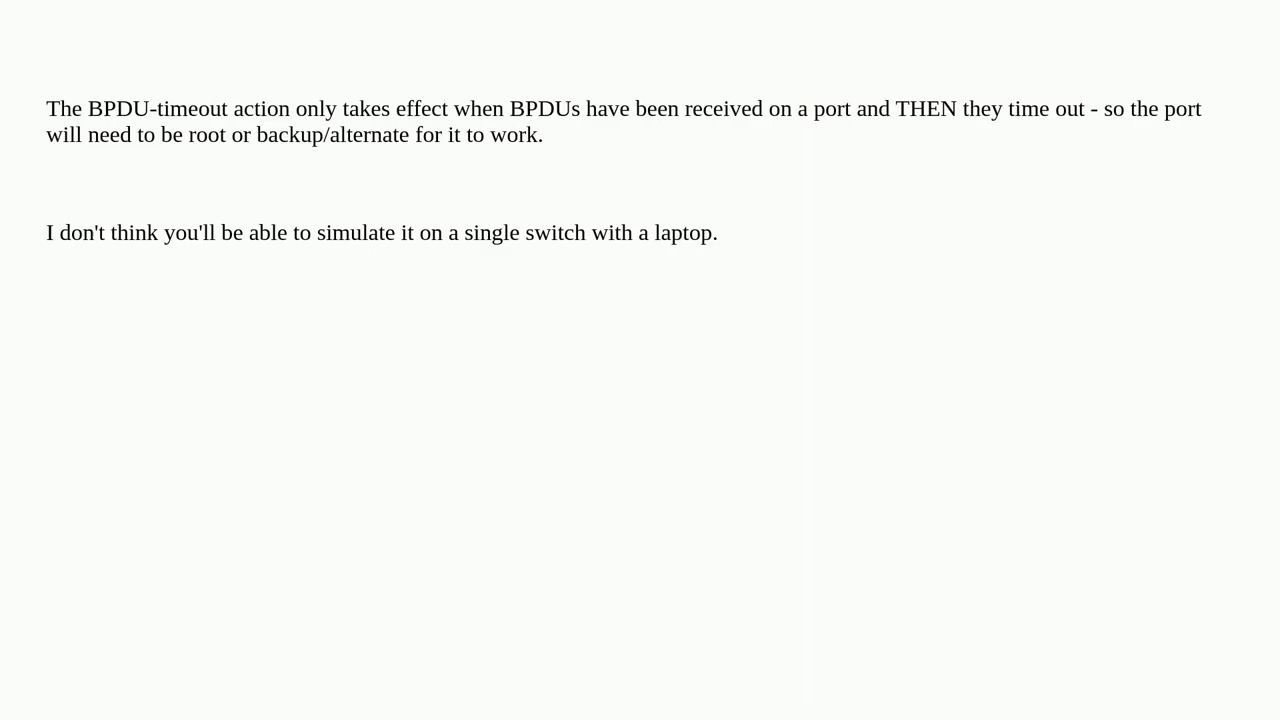 The BPDU-timeout action only takes effect when BPDUs have been received on a port and THEN they time out - so the port
will need to be root or backup/alternate for it to work.
I don't think you'll be able to simulate it on a single switch with a laptop.